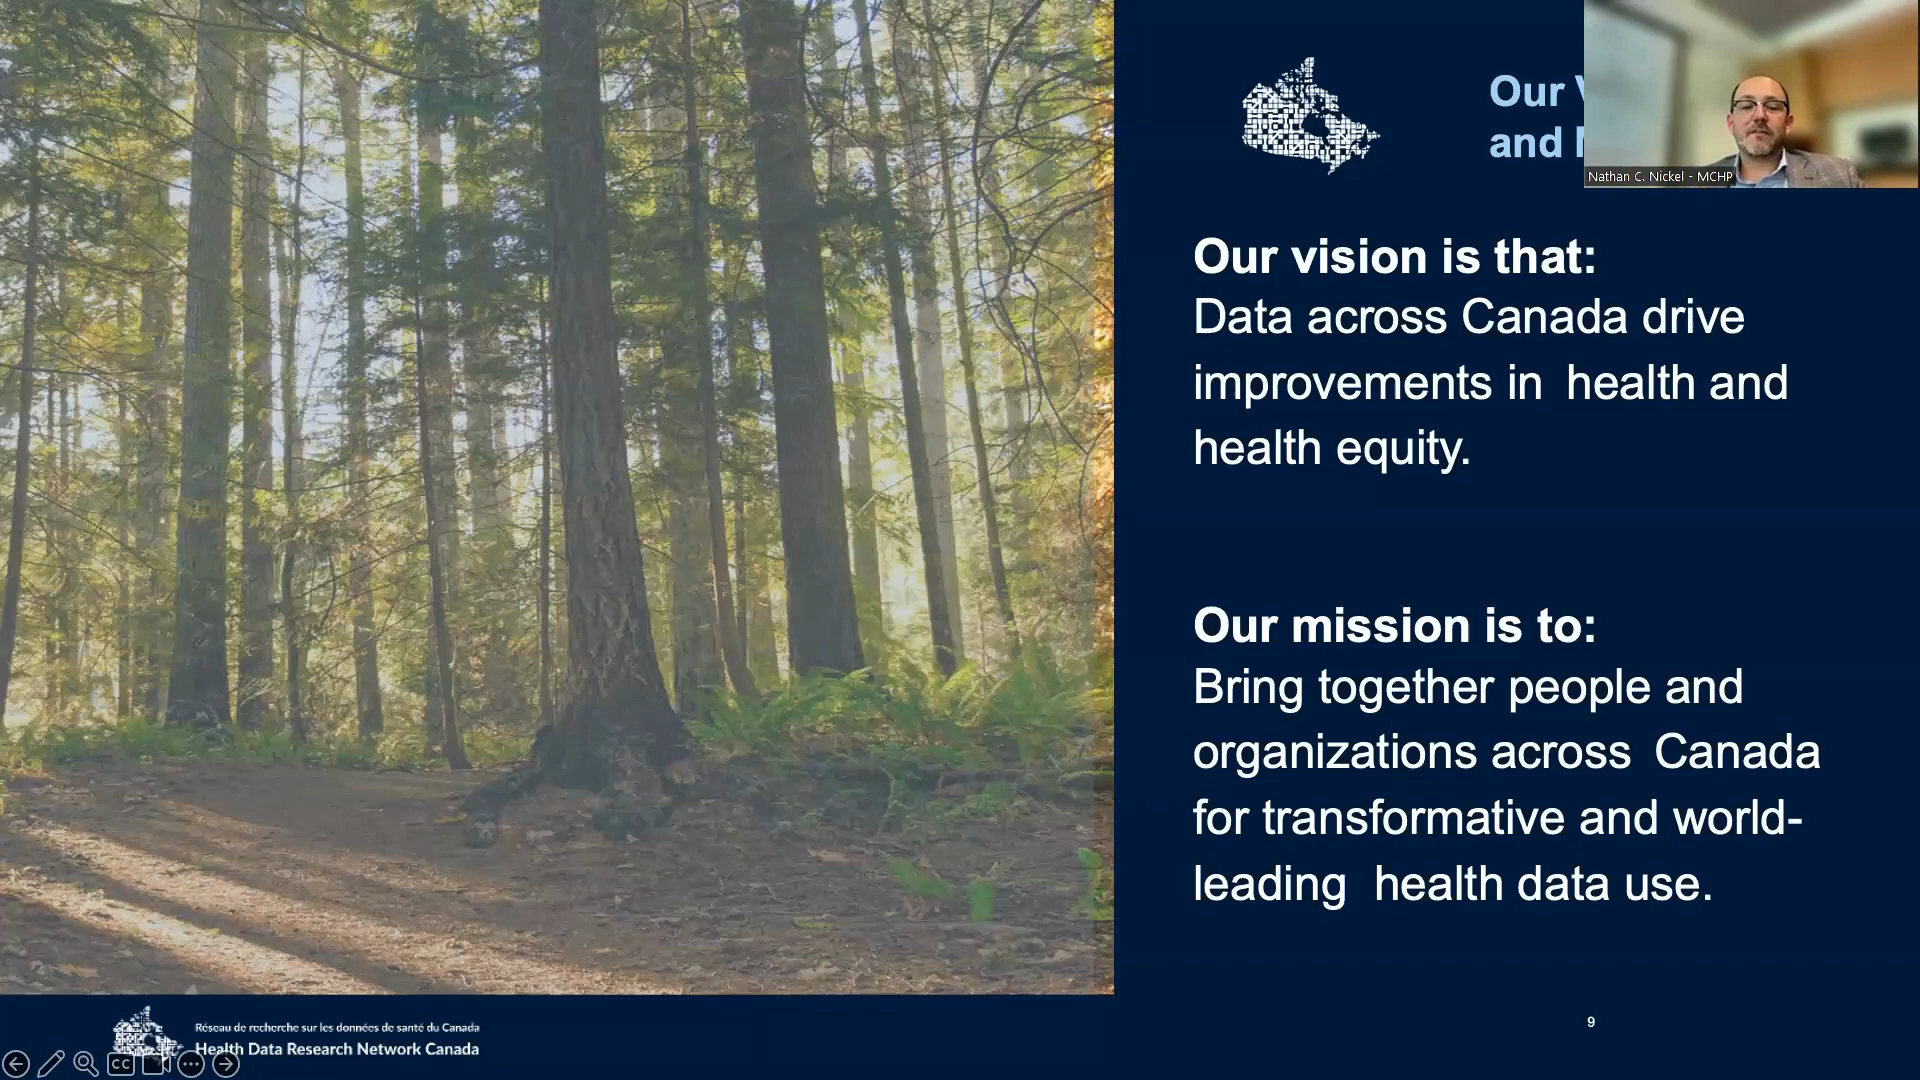 Our
and
Nathan C. Nickel - MCHP
Our vision is that:
Data across Canada drive
improvements in health and
health equity.
Our mission is to:
Bring together people and
organizations across Canada
for transformative and world-
leading health data use.
Réseau de recherche sur les données de santé du Canada
Health Data Research Network Canada
9
CC